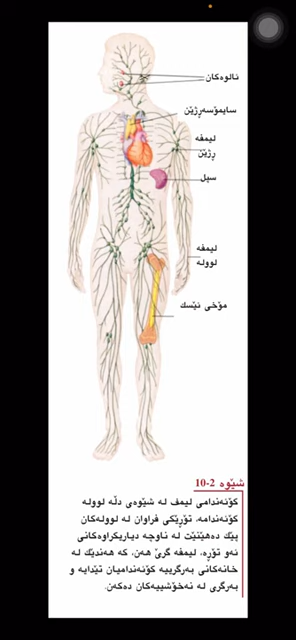 ئالوەکان
سایمۆسەڕژێن
لیمفە
ڕژێن
سپل
لیمفە
لوولە
مۆخی ئێسک
شێوە 2-10
کۆئەندامی لیمف لە شێوەی دڵە لوولە
کۆئەندامە، تۆڕێکی فراوان لە لوولەکان
پێک دەهێنێت لە ناوچە دیاریکراوەکانی
ئەو تۆڕە، لیمفە گرێ هەن، کە هەندێک لە
خانەکانی بەرگرییە کۆئەندامیان تێدایە و
بەرگری لە نەخۆشییەکان دەکەن.